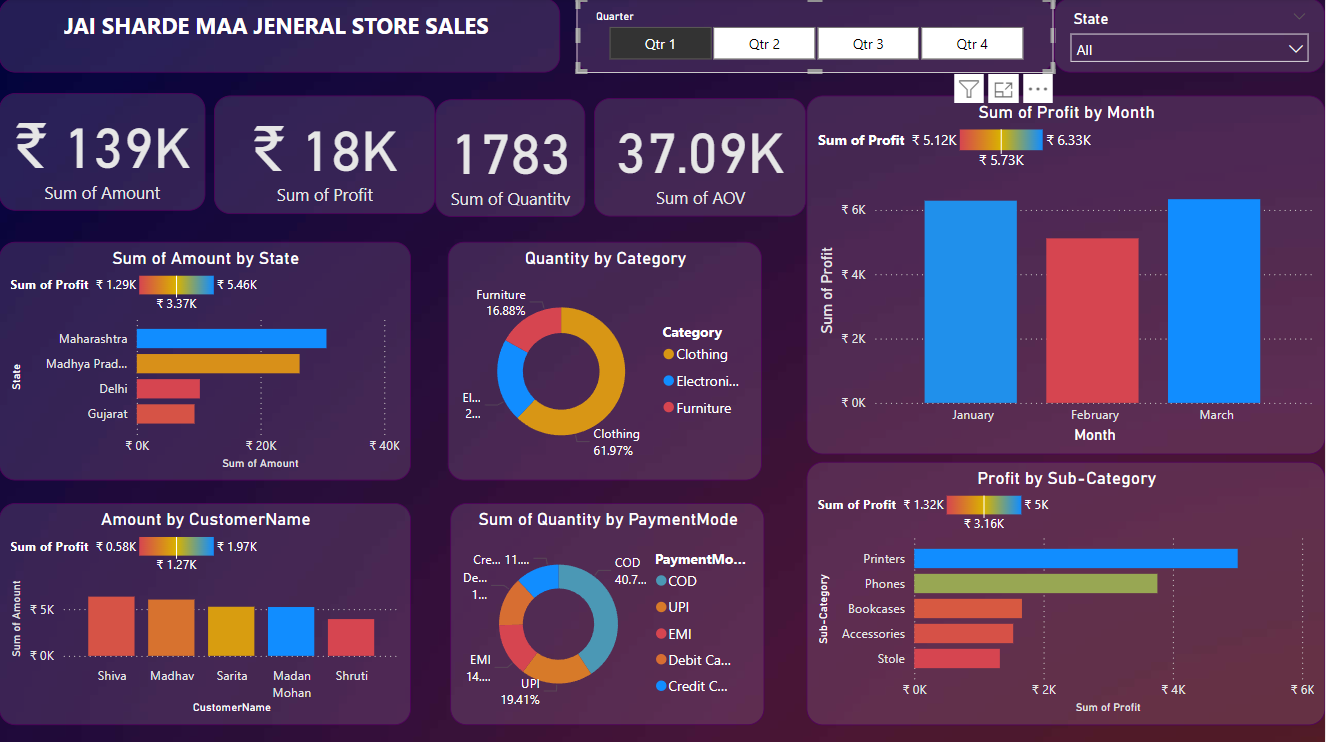 JAI SHARDE MAA JENERAL STORE SALES
Quarter
Qtr 1
Qtr 2
Qtr 3
Qtr 4
State
All
₹ 139K
Sum of Amount
₹ 18K
Sum of Profit
1783
Sum of Quantity
37.09K
Sum of AOV
Sum of Profit by Month
Sum of Profit ₹ 5.12K ₹ 6.33K
₹ 5.73K
Sum of Profit
₹ 6K
₹ 4K
₹ 2K
₹ 0K
January
February
March
Month
Sum of Amount by State
Sum of Profit ₹ 1.29K ₹ 5.46K
₹ 3.37K
State
Maharashtra
Madhya Prad...
Delhi
Gujarat
₹ 0K
₹ 20K
₹ 40K
Sum of Amount
Quantity by Category
Furniture
16.88%
El...
2...
Clothing
61.97%
Category
Clothing
Electroni...
Furniture
Amount by CustomerName
Sum of Profit ₹ 0.58K ₹ 1.97K
₹ 1.27K
Sum of Amount
₹ 5K
₹ 0K
Shiva
Madhav
Sarita
Madan
Mohan
Shruti
CustomerName
Sum of Quantity by PaymentMode
Cre... 11....
De...
1...
EMI
14....
UPI
19.41%
COD
40.7...
PaymentMo...
COD
UPI
EMI
Debit Ca...
Credit C...
Profit by Sub-Category
Sum of Profit ₹ 1.32K ₹ 5K
₹ 3.16K
Sub-Category
Printers
Phones
Bookcases
Accessories
Stole
₹ 0K
₹ 2K
₹ 4K
₹ 6K
Sum of Profit